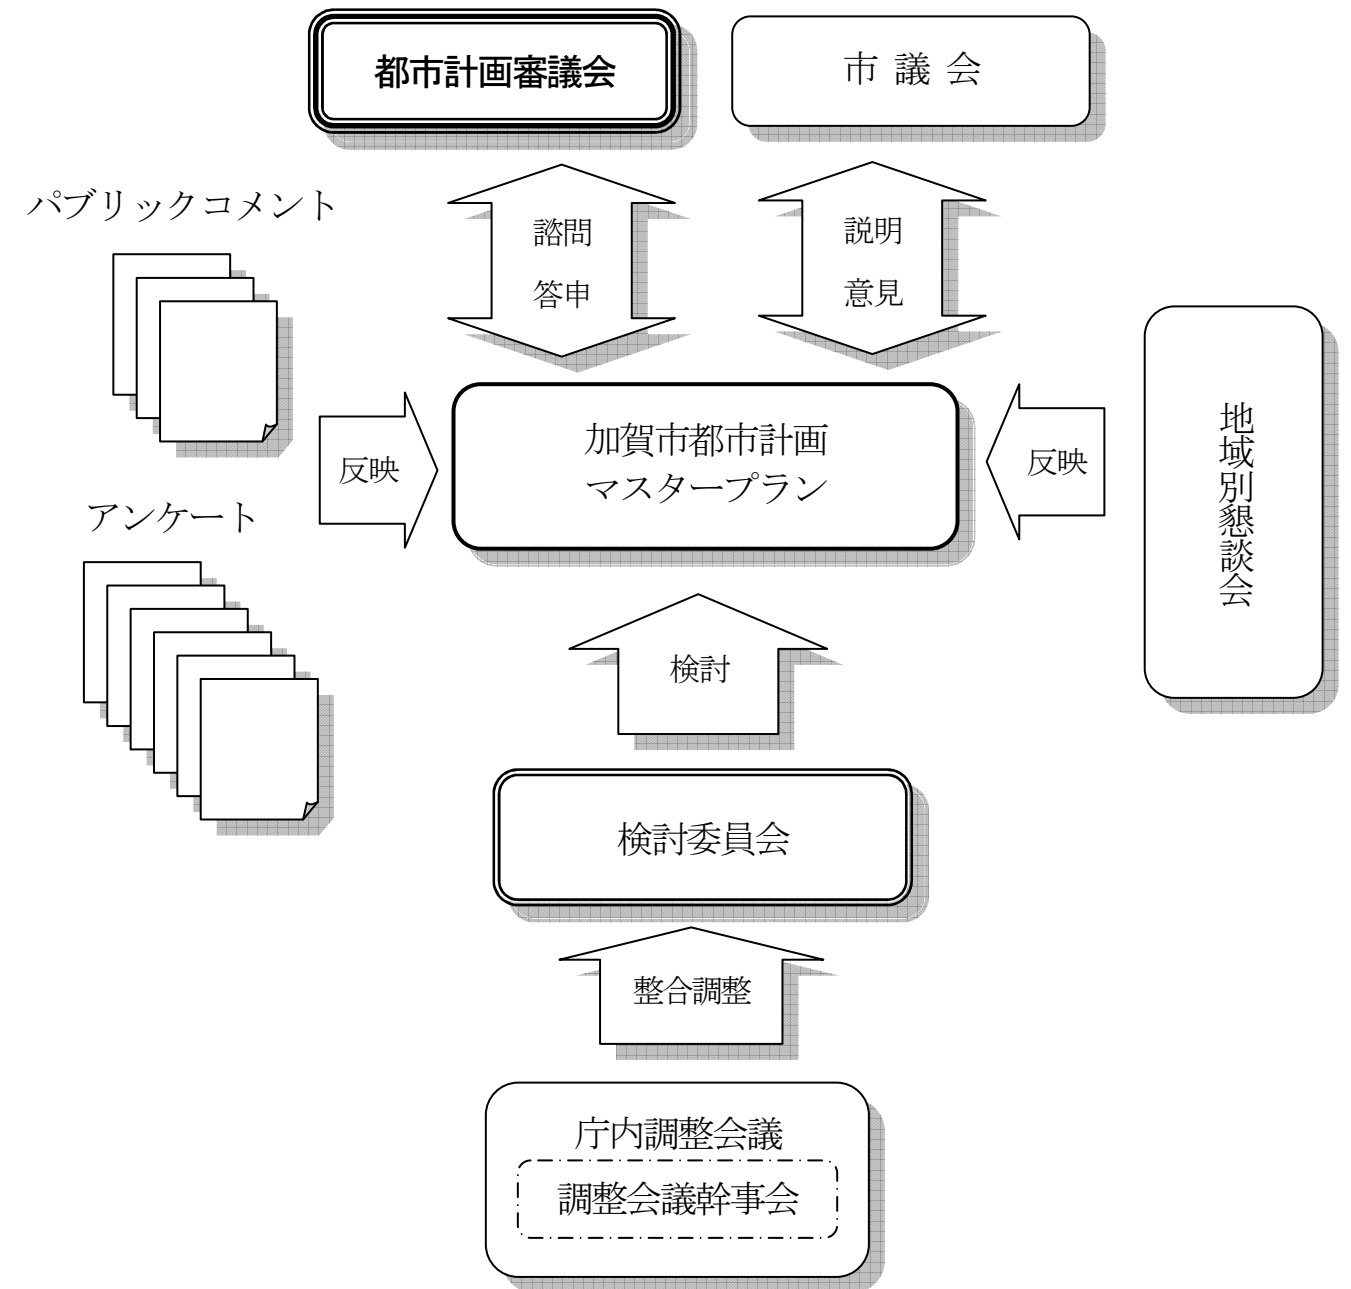 都市計画審議会
市 議 会
パブリックコメント
諮問
答申
説明
意見
アンケート
反映
加賀市都市計画
マスタープラン
反映
地域別懇談会
検討
検討委員会
整合調整
庁内調整会議
調整会議幹事会